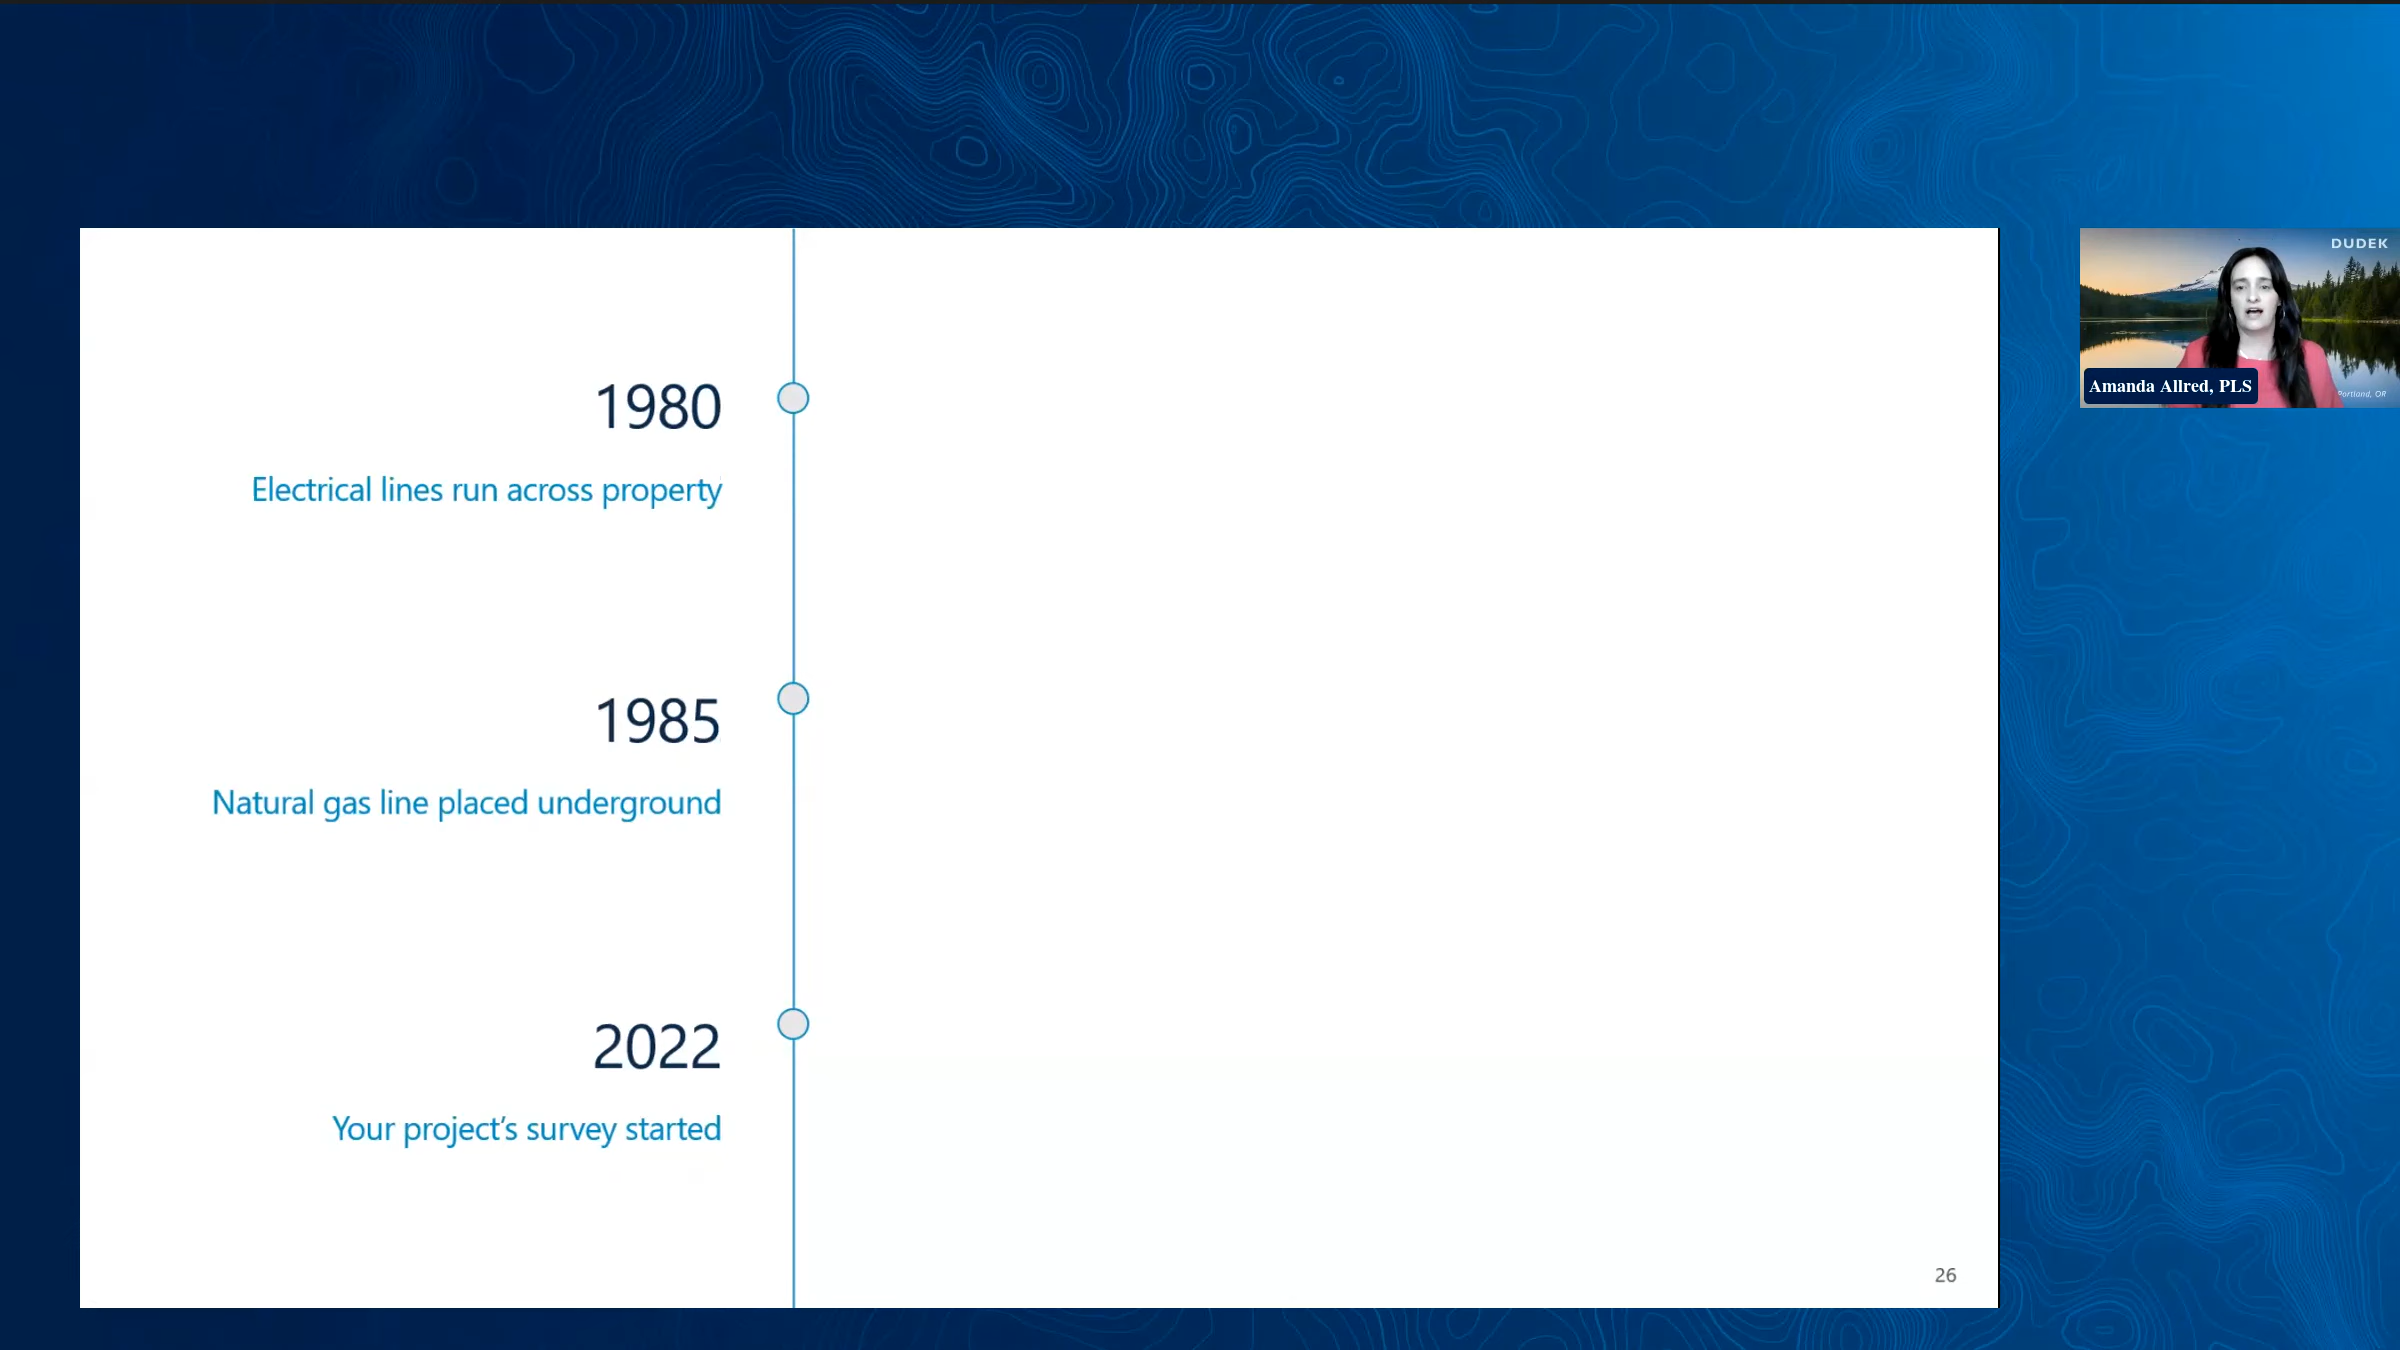 1980
Electrical lines run across property
1985
Natural gas line placed underground
2022
Your project's survey started
26
DUDEK
Amanda Allred, PLS
Portland, OR